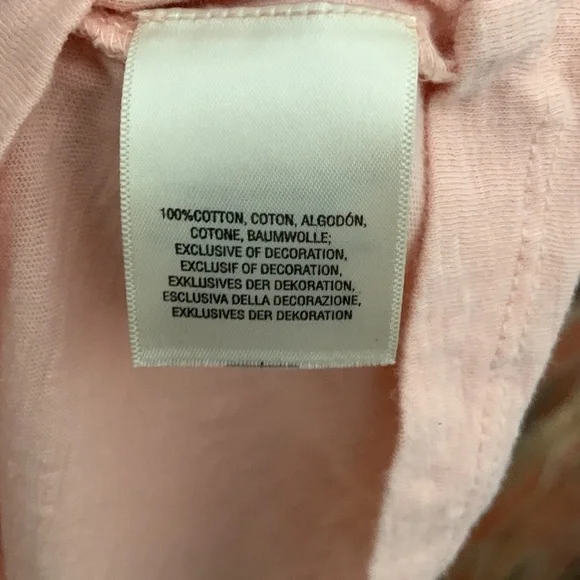 100%COTTON, COTON, ALGODÓN,
COTONE, BAUMWOLLE;
EXCLUSIVE OF DECORATION,
EXCLUSIF OF DECORATION,
EXKLUSIVES DER DEKORATION,
ESCLUSIVA DELLA DECORAZIONE,
EXKLUSIVES DER DEKORATION